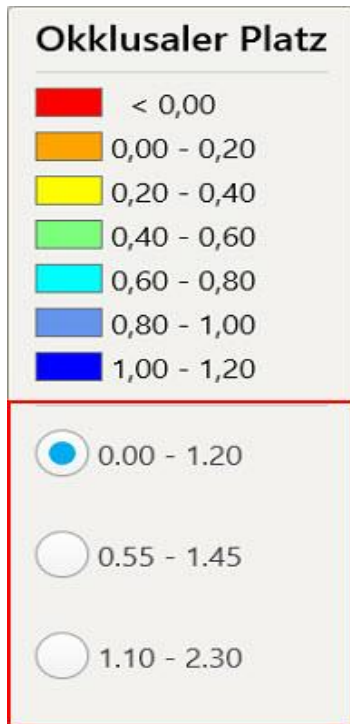 Okklusaler Platz
< 0,00
0,00 - 0,20
0,20 - 0,40
0,40 - 0,60
0,60 - 0,80
0,80 - 1,00
1,00 - 1,20
0.00 - 1.20
0.55 - 1.45
1.10 - 2.30